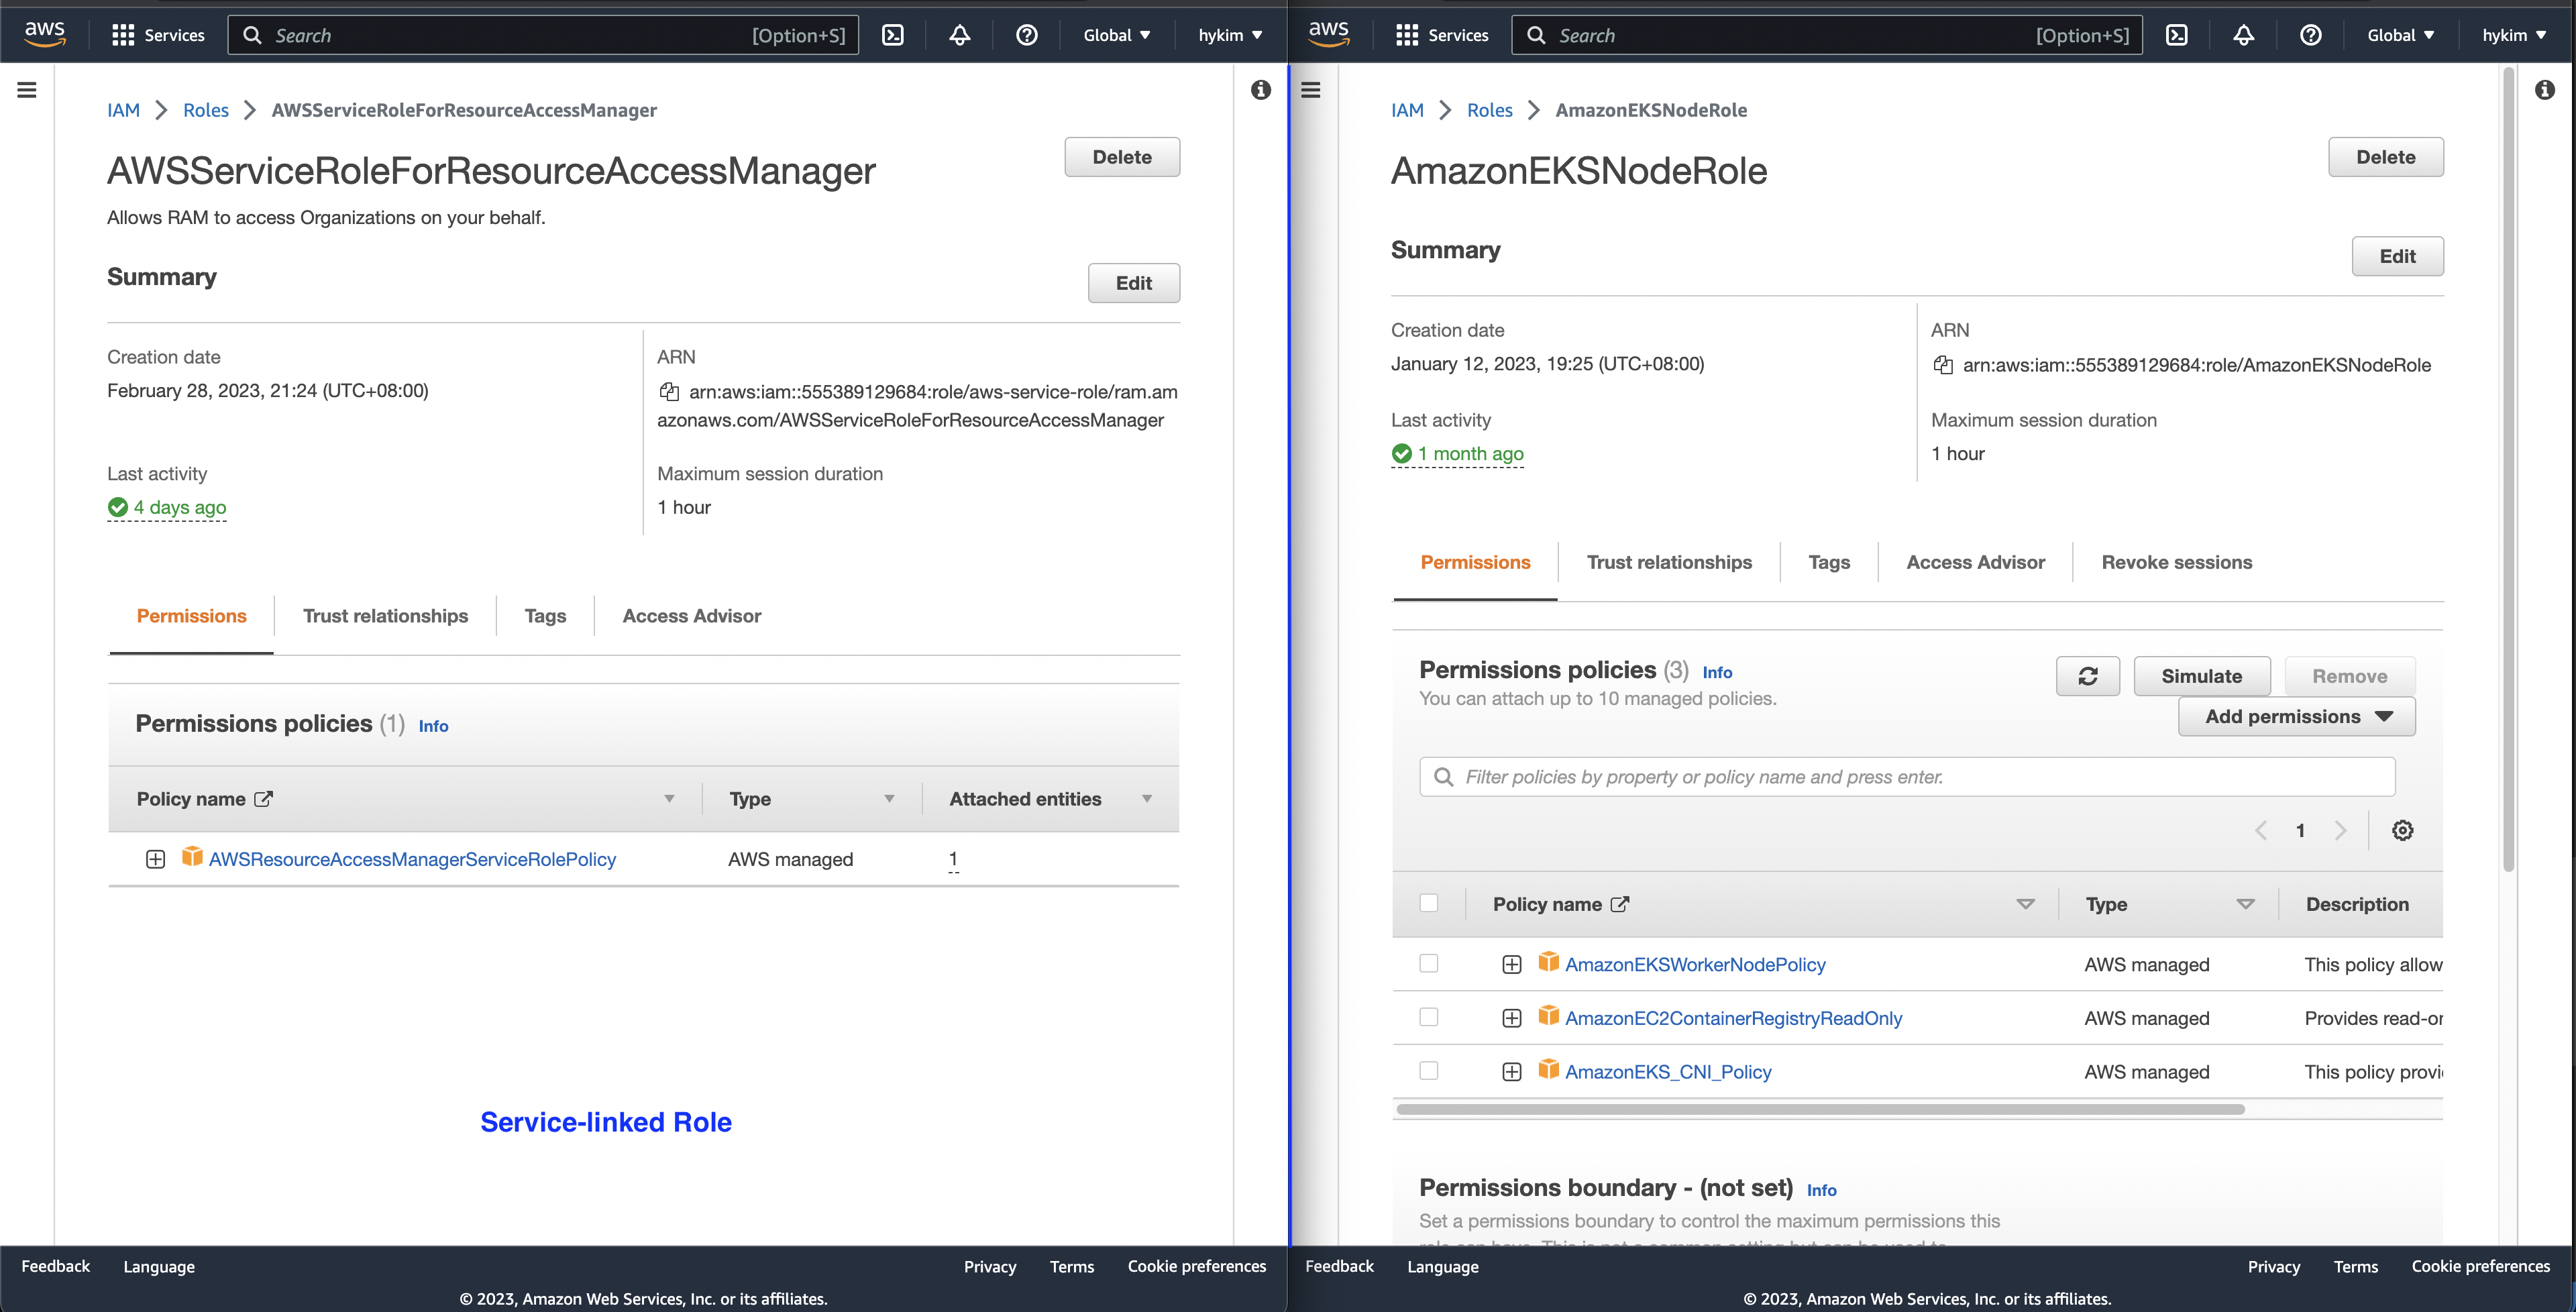 aws
Services
Search
[Option+S]
Global
hykim
IAM
Roles
AWSServiceRoleForResourceAccessManager
AWSServiceRoleForResourceAccessManager
Delete
Allows RAM to access Organizations on your behalf.
Summary
Edit
Creation date
February 28, 2023, 21:24 (UTC+08:00)
ARN
arn:aws:iam::555389129684:role/aws-service-role/ram.am
azonaws.com/AWSServiceRoleForResourceAccessManager
Last activity
4 days ago
Maximum session duration
1 hour
Permissions
Trust relationships
Tags
Access Advisor
Permissions policies (1) Info
Policy name
Type
Attached entities
AWSResourceAccessManagerServiceRolePolicy
AWS managed
1
Service-linked Role
Feedback
Language
Privacy
Terms
Cookie preferences
© 2023, Amazon Web Services, Inc. or its affiliates.
aws
Services
Search
[Option+S]
Global
hykim
IAM
Roles
AmazonEKSNodeRole
AmazonEKSNodeRole
Delete
Summary
Edit
Creation date
January 12, 2023, 19:25 (UTC+08:00)
ARN
arn:aws:iam::555389129684:role/AmazonEKSNodeRole
Last activity
1 month ago
Maximum session duration
1 hour
Permissions
Trust relationships
Tags
Access Advisor
Revoke sessions
Permissions policies (3) Info
You can attach up to 10 managed policies.
Simulate
Remove
Add permissions
Filter policies by property or policy name and press enter.
1
Policy name
Type
Description
AmazonEKSWorkerNodePolicy
AWS managed
This policy allow
AmazonEC2ContainerRegistryReadOnly
AWS managed
Provides read-or
AmazonEKS_CNI_Policy
AWS managed
This policy provi
Permissions boundary - (not set) Info
Set a permissions boundary to control the maximum permissions this
Feedback
Language
Privacy
Terms
Cookie preferences
© 2023, Amazon Web Services, Inc. or its affiliates.